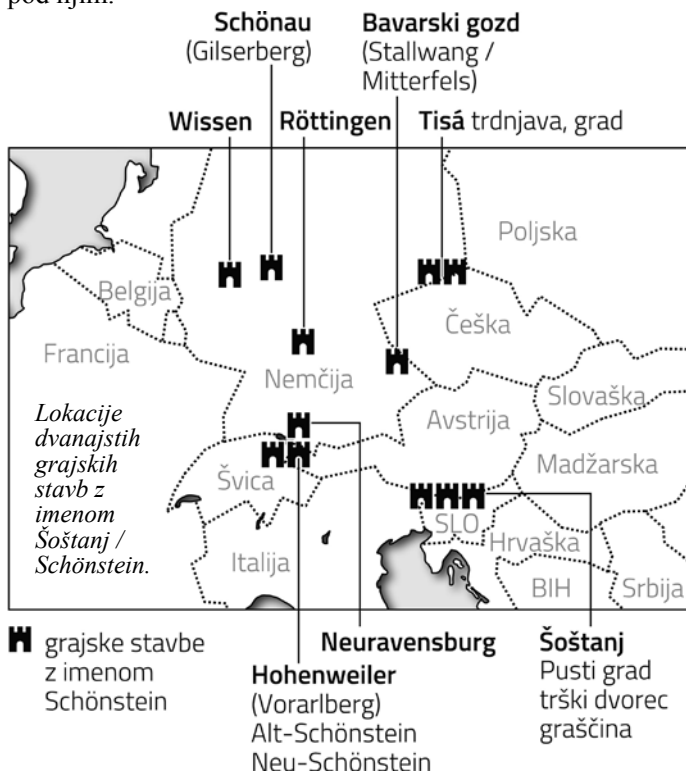 pod njim.
Schönau
(Gilserberg)
Bavarski gozd
(Stallwang /
Mitterfels)
Wissen
Röttingen
Tisá trdnjava, grad
Poljska
Belgija
Češka
Francija
Nemčija
Slovaška
Avstrija
Lokacije
dvanajstih
grajskih
stavb z
imenom
Šoštanj /
Schönstein.
Švica
Madžarska
SLO
Hrvaška
Italija
BIH
Srbija
grajske stavbe
z imenom
Schönstein
Neuravensburg
Hohenweiler
(Vorarlberg)
Alt-Schönstein
Neu-Schönstein
Šoštanj
Pusti grad
trški dvorec
graščina